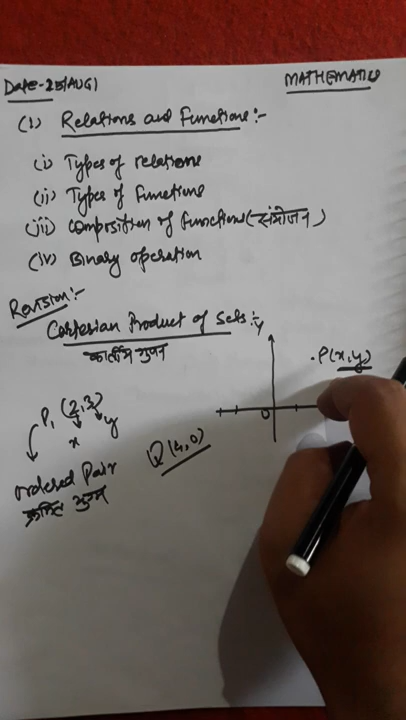 Date-25/AUG)
MATHEMATICS
(1) Relations and Functions:-
(i) Types of relations
(ii) Types of functions
(iii) Composition of functions (संयोजन)
(iv) Binary operation
Revision:-
Cartesian Product of Sets:-
कार्तीय गुणन
Y
.P(x,y)
O
P, (2,3)
x
y
Q(4,0)
ordered Pair
क्रमित युग्म